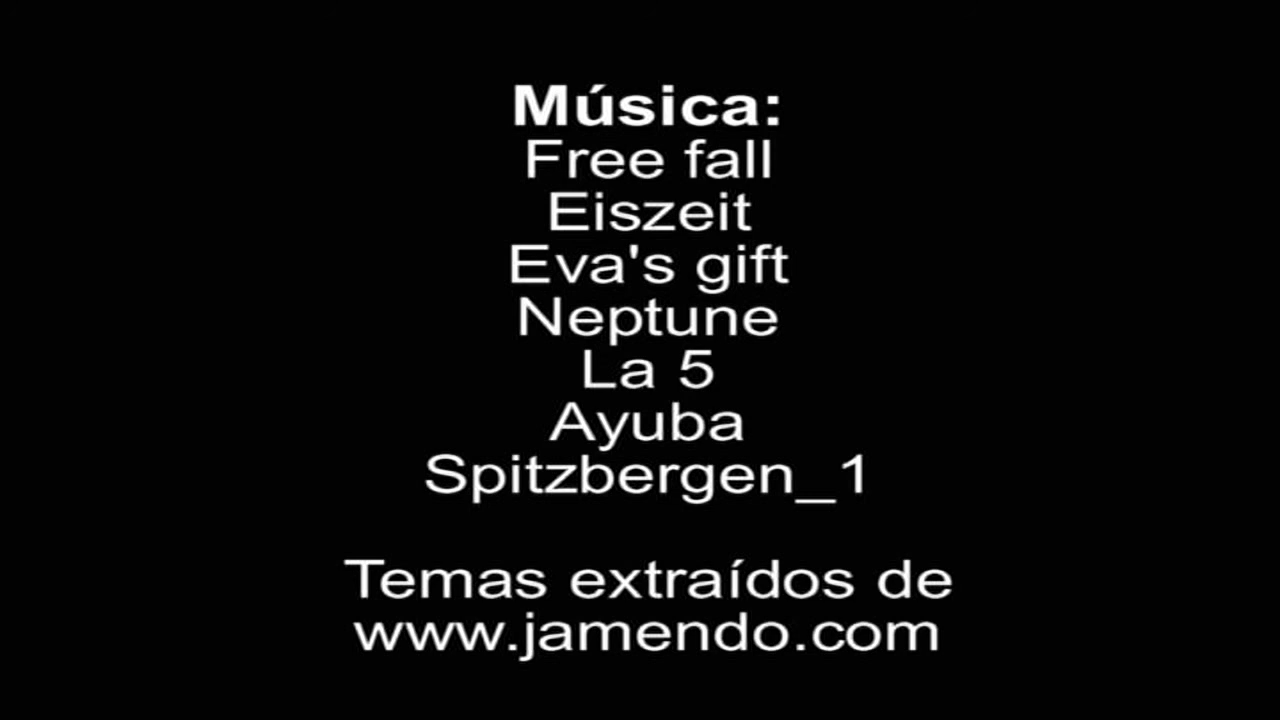 Música:
Free fall
Eiszeit
Eva's gift
Neptune
La 5
Ayuba
Spitzbergen_1
Temas extraídos de
www.jamendo.com